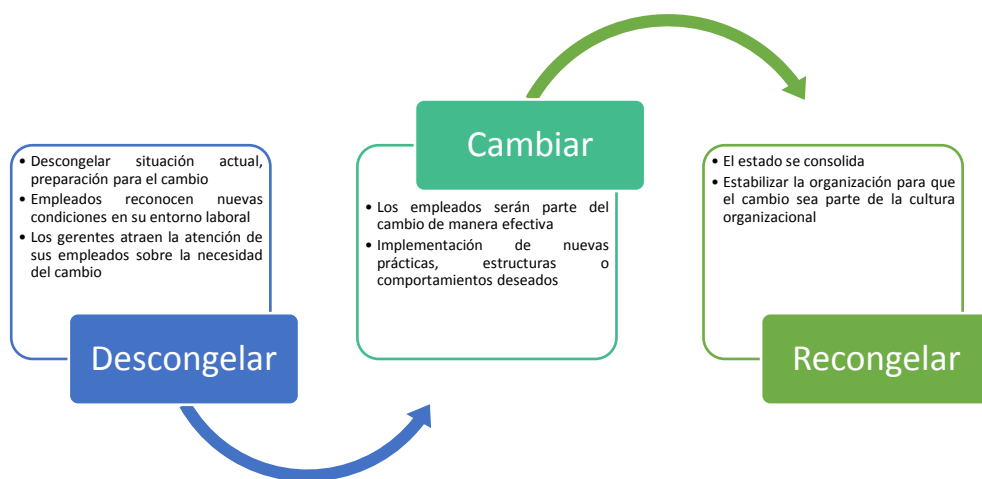 • Descongelar situación actual,
preparación para el cambio
• Empleados reconocen nuevas
condiciones en su entorno laboral
• Los gerentes atraen la atención de
sus empleados sobre la necesidad
del cambio
Descongelar
Cambiar
• Los empleados serán parte del
cambio de manera efectiva
• Implementación de nuevas
prácticas, estructuras o
comportamientos deseados
• El estado se consolida
• Estabilizar la organización para que
el cambio sea parte de la cultura
organizacional
Recongelar